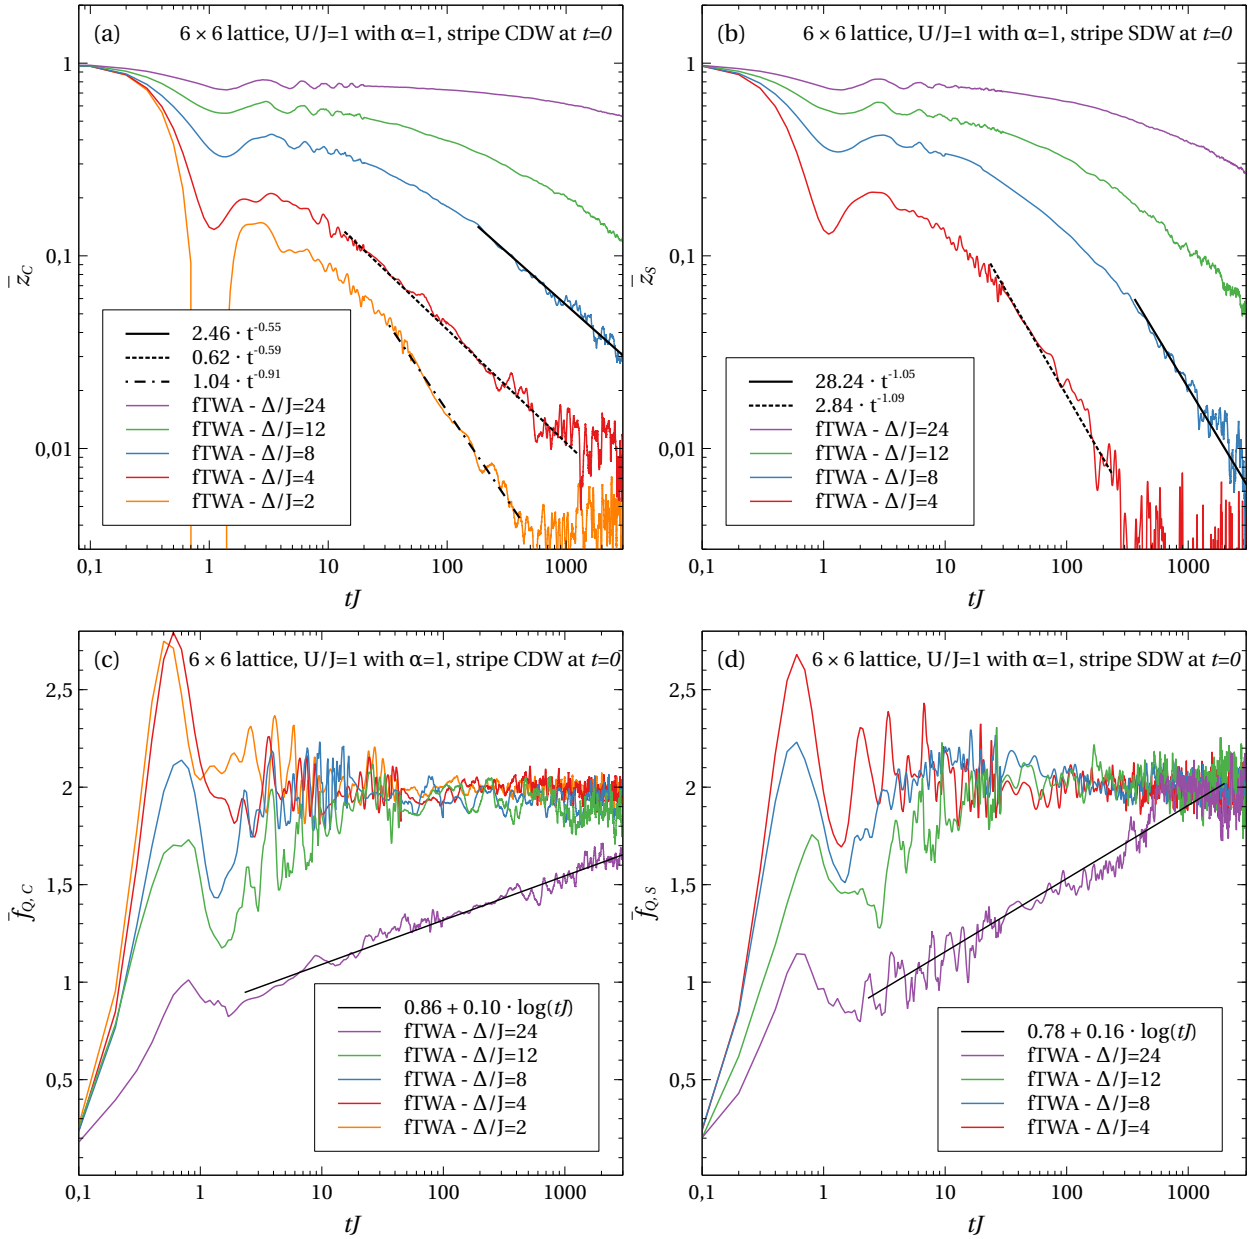 (a) 6 × 6 lattice, U/J=1 with α=1, stripe CDW at t=0
1
0,1
0,01
z̅_C
2.46 · t^-0.55
0.62 · t^-0.59
1.04 · t^-0.91
fTWA - Δ/J=24
fTWA - Δ/J=12
fTWA - Δ/J=8
fTWA - Δ/J=4
fTWA - Δ/J=2
0,1 1 10 100 1000
tJ
(b) 6 × 6 lattice, U/J=1 with α=1, stripe SDW at t=0
1
0,1
0,01
z̅_S
28.24 · t^-1.05
2.84 · t^-1.09
fTWA - Δ/J=24
fTWA - Δ/J=12
fTWA - Δ/J=8
fTWA - Δ/J=4
0,1 1 10 100 1000
tJ
(c) 6 × 6 lattice, U/J=1 with α=1, stripe CDW at t=0
2,5
2
1,5
1
0,5
f̅_Q, C
0.86 + 0.10 · log(tJ)
fTWA - Δ/J=24
fTWA - Δ/J=12
fTWA - Δ/J=8
fTWA - Δ/J=4
fTWA - Δ/J=2
0,1 1 10 100 1000
tJ
(d) 6 × 6 lattice, U/J=1 with α=1, stripe SDW at t=0
2,5
2
1,5
1
0,5
f̅_Q, S
0.78 + 0.16 · log(tJ)
fTWA - Δ/J=24
fTWA - Δ/J=12
fTWA - Δ/J=8
fTWA - Δ/J=4
0,1 1 10 100 1000
tJ